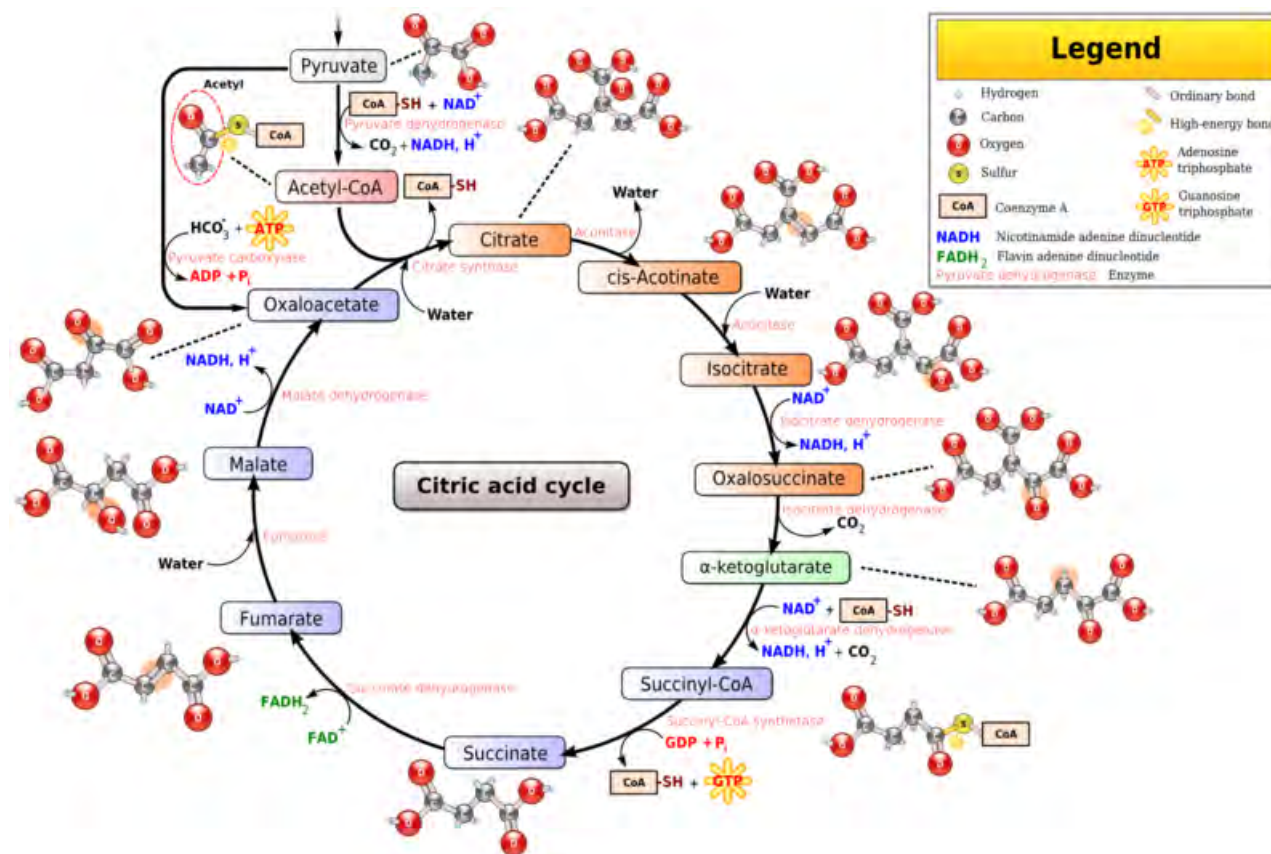 Pyruvate
Acetyl
CoA -SH + NAD+
Pyruvate dehydrogenase
CO2 + NADH, H+
S CoA
Acetyl-CoA
CoA -SH
HCO3- + ATP
Pyruvate carboxylase
ADP + Pi
Citrate
Citrate synthase
Water
Oxaloacetate
Aconitase
Water
cis-Acotinate
Water
Aconitase
Isocitrate
NAD+
Isocitrate dehydrogenase
NADH, H+
Oxalosuccinate
Isocitrate dehydrogenase
CO2
α-ketoglutarate
NAD+ + CoA -SH
α-ketoglutarate dehydrogenase
NADH, H+ + CO2
Succinyl-CoA
Succinyl-CoA synthetase
GDP + Pi
CoA -SH + GTP
S CoA
Succinate
Succinate dehydrogenase
FADH2
FAD+
Fumarate
Fumarase
Water
Malate
Malate dehydrogenase
NADH, H+
NAD+
Citric acid cycle
Legend
Hydrogen
Carbon
O Oxygen
S Sulfur
CoA Coenzyme A
NADH Nicotinamide adenine dinucleotide
FADH2 Flavin adenine dinucleotide
Pyruvate dehydrogenase Enzyme
Ordinary bond
High-energy bond
ATP Adenosine
triphosphate
GTP Guanosine
triphosphate